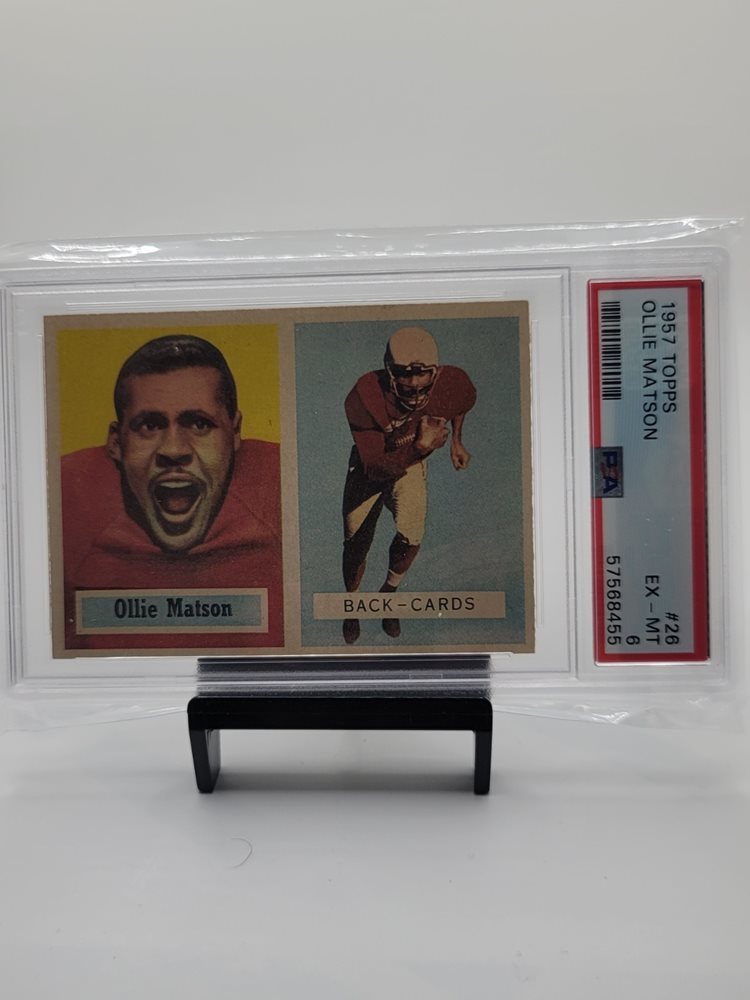 Ollie Matson
BACK-CARDS
1957 TOPPS
OLLIE MATSON
#26
EX - MT
6
57568455
PSA